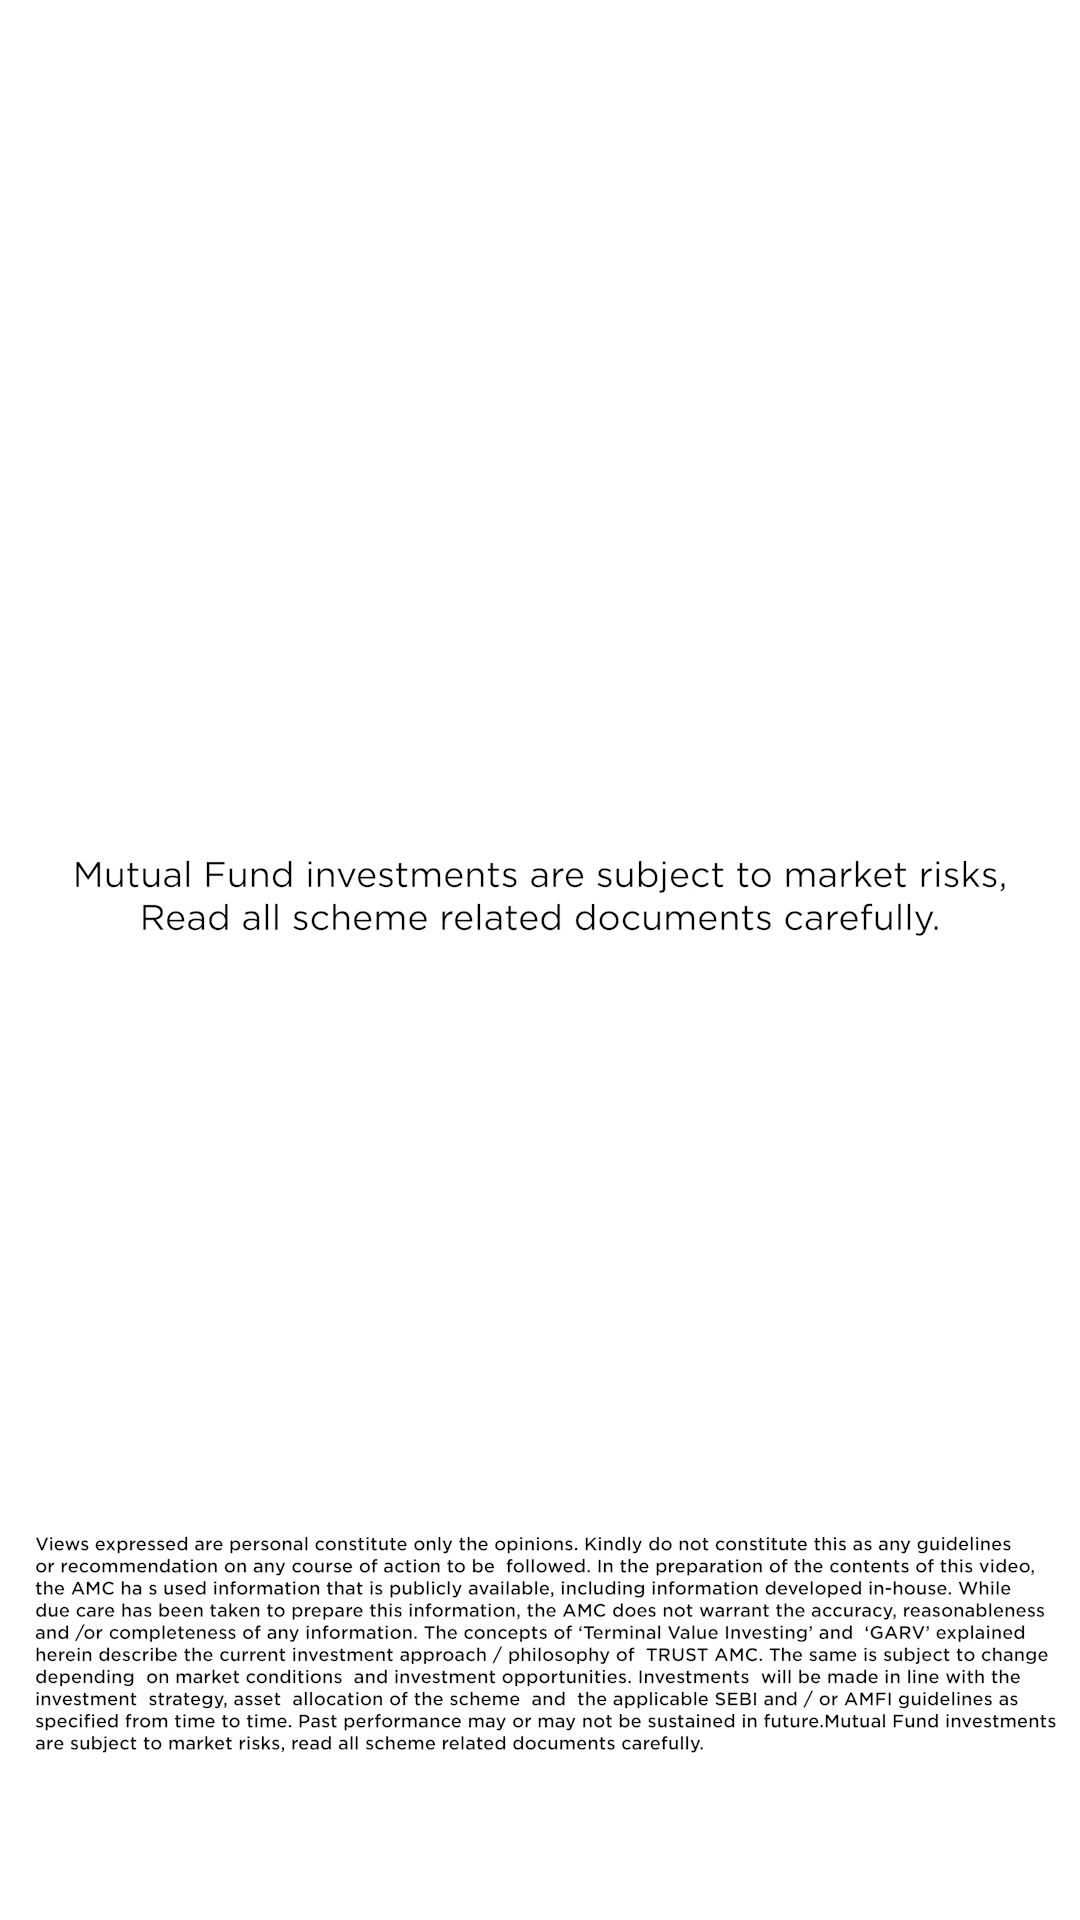 Mutual Fund investments are subject to market risks,
Read all scheme related documents carefully.
Views expressed are personal constitute only the opinions. Kindly do not constitute this as any guidelines
or recommendation on any course of action to be  followed. In the preparation of the contents of this video,
the AMC ha s used information that is publicly available, including information developed in-house. While
due care has been taken to prepare this information, the AMC does not warrant the accuracy, reasonableness
and /or completeness of any information. The concepts of ‘Terminal Value Investing’ and  ‘GARV’ explained
herein describe the current investment approach / philosophy of  TRUST AMC. The same is subject to change
depending  on market conditions  and investment opportunities. Investments  will be made in line with the
investment  strategy, asset  allocation of the scheme  and  the applicable SEBI and / or AMFI guidelines as
specified from time to time. Past performance may or may not be sustained in future.Mutual Fund investments
are subject to market risks, read all scheme related documents carefully.